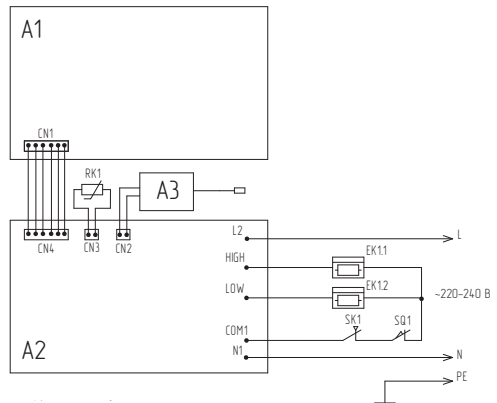 A1
CN1
RK1
A3
CN4
CN3
CN2
L2
L
HIGH
EK1.1
LOW
EK1.2
~220-240 В
SK1
SQ1
COM1
N1
N
A2
PE